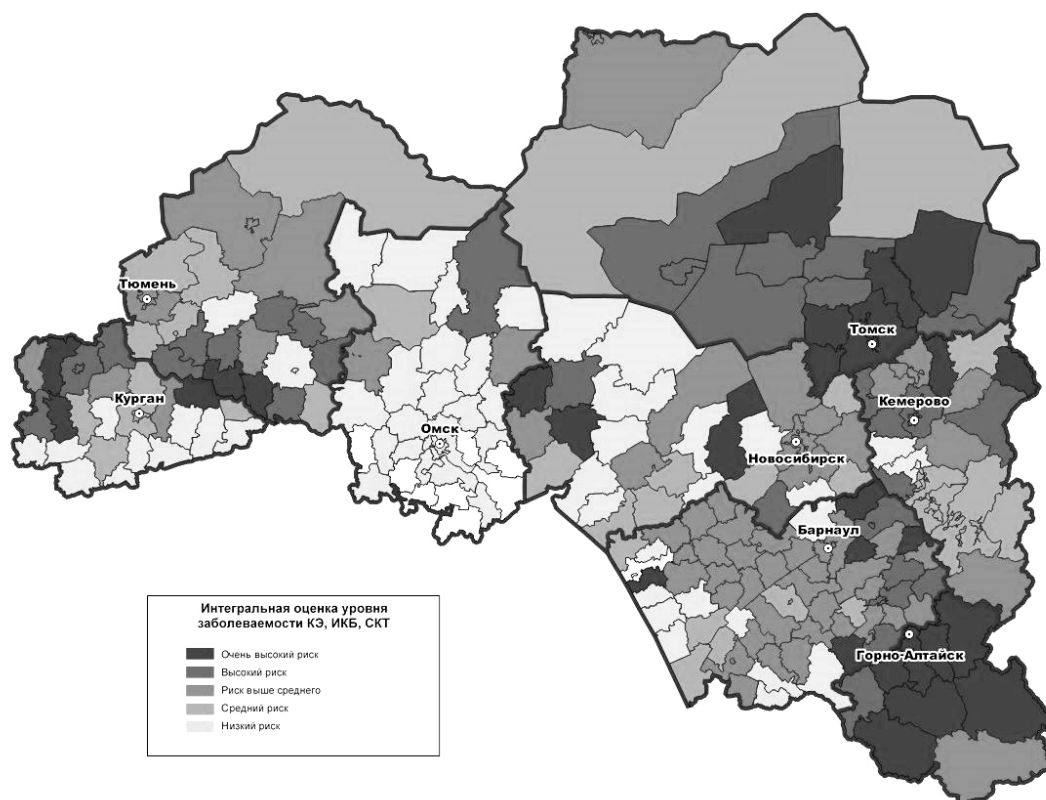 Тюмень
Томск
Курган
Кемерово
Омск
Новосибирск
Барнаул
Горно-Алтайск
Интегральная оценка уровня
заболеваемости КЭ, ИКБ, СКТ
Очень высокий риск
Высокий риск
Риск выше среднего
Средний риск
Низкий риск